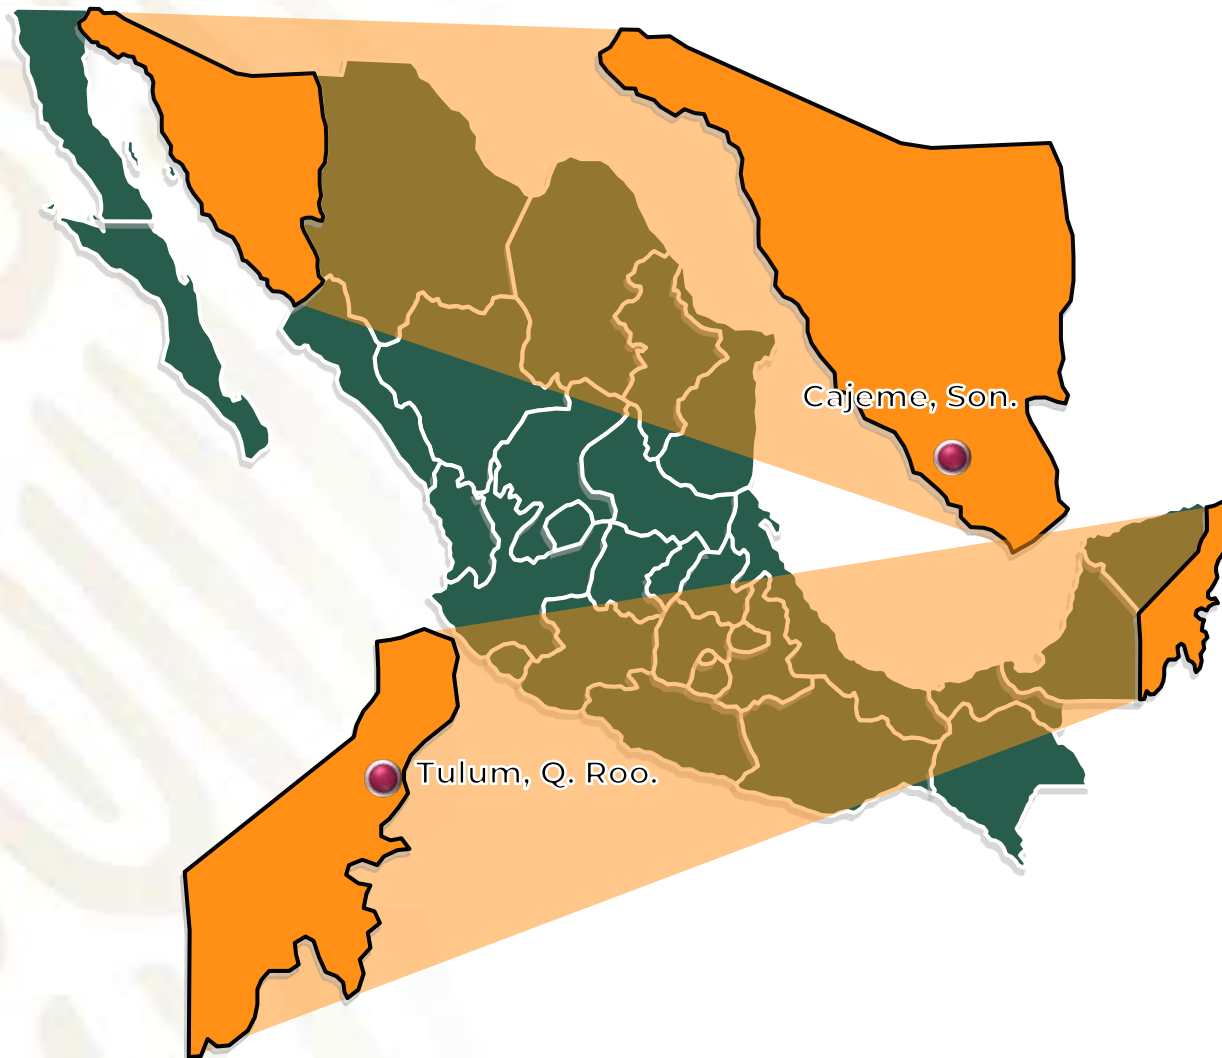 Cajeme, Son.
Tulum, Q. Roo.